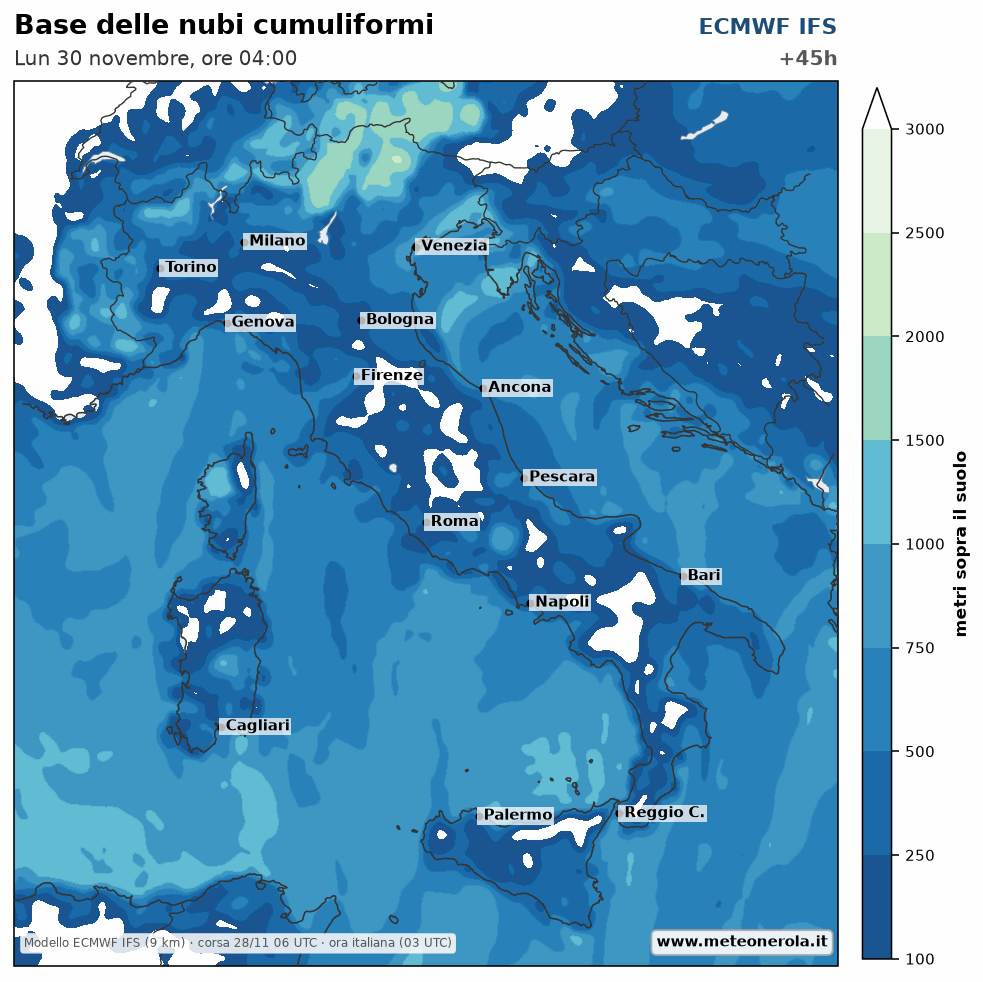 Base delle nubi cumuliformi
ECMWF IFS
Lun 30 novembre, ore 04:00
+45h
3000
2500
2000
1500
1000
750
500
250
100
metri sopra il suolo
Milano
Venezia
Torino
Genova
Bologna
Firenze
Ancona
Pescara
Roma
Bari
Napoli
Cagliari
Palermo
Reggio C.
Modello ECMWF IFS (9 km) · corsa 28/11 06 UTC · ora italiana (03 UTC)
www.meteonerola.it